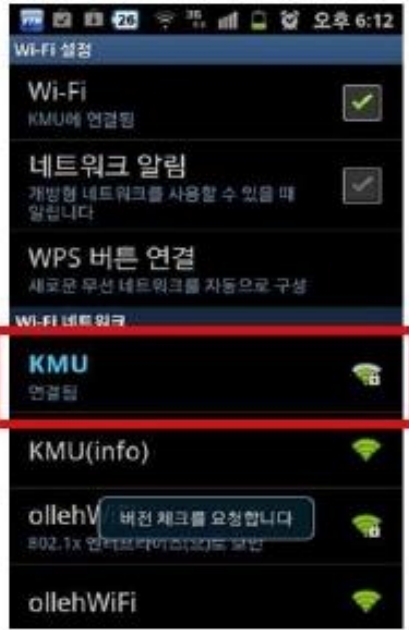 26 3G 오후 6:12
Wi-Fi 설정
Wi-Fi
KMU에 연결됨
네트워크 알림
개방형 네트워크를 사용할 수 있을 때
알립니다
WPS 버튼 연결
새로운 무선 네트워크를 자동으로 구성
Wi-Fi 네트워크
KMU
연결됨
KMU(info)
ollehW
버전 체크를 요청합니다
802.1x 엔터프라이즈(으)로 보안
ollehWiFi